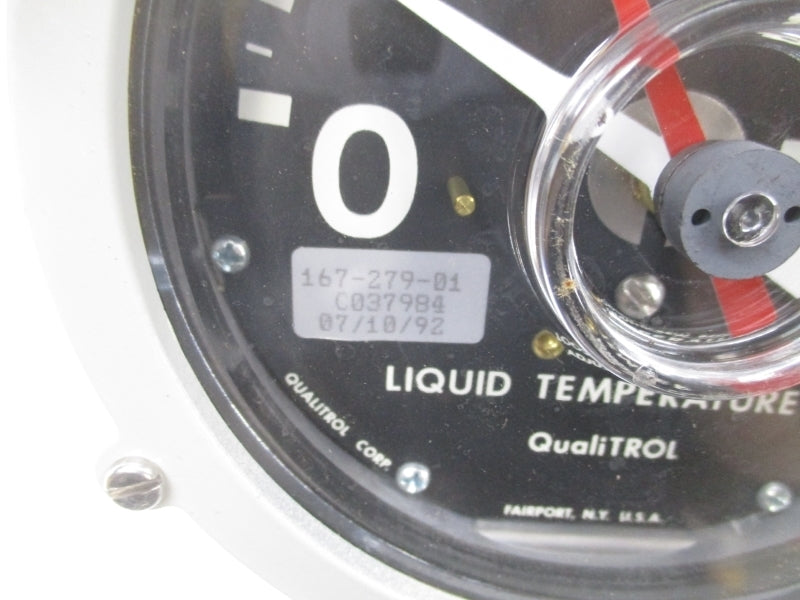 0
167-279-01
C037984
07/10/92
LIQUID TEMPERATURE
QualiTROL
QUALITROL CORP.
FAIRPORT, N.Y. U.S.A.